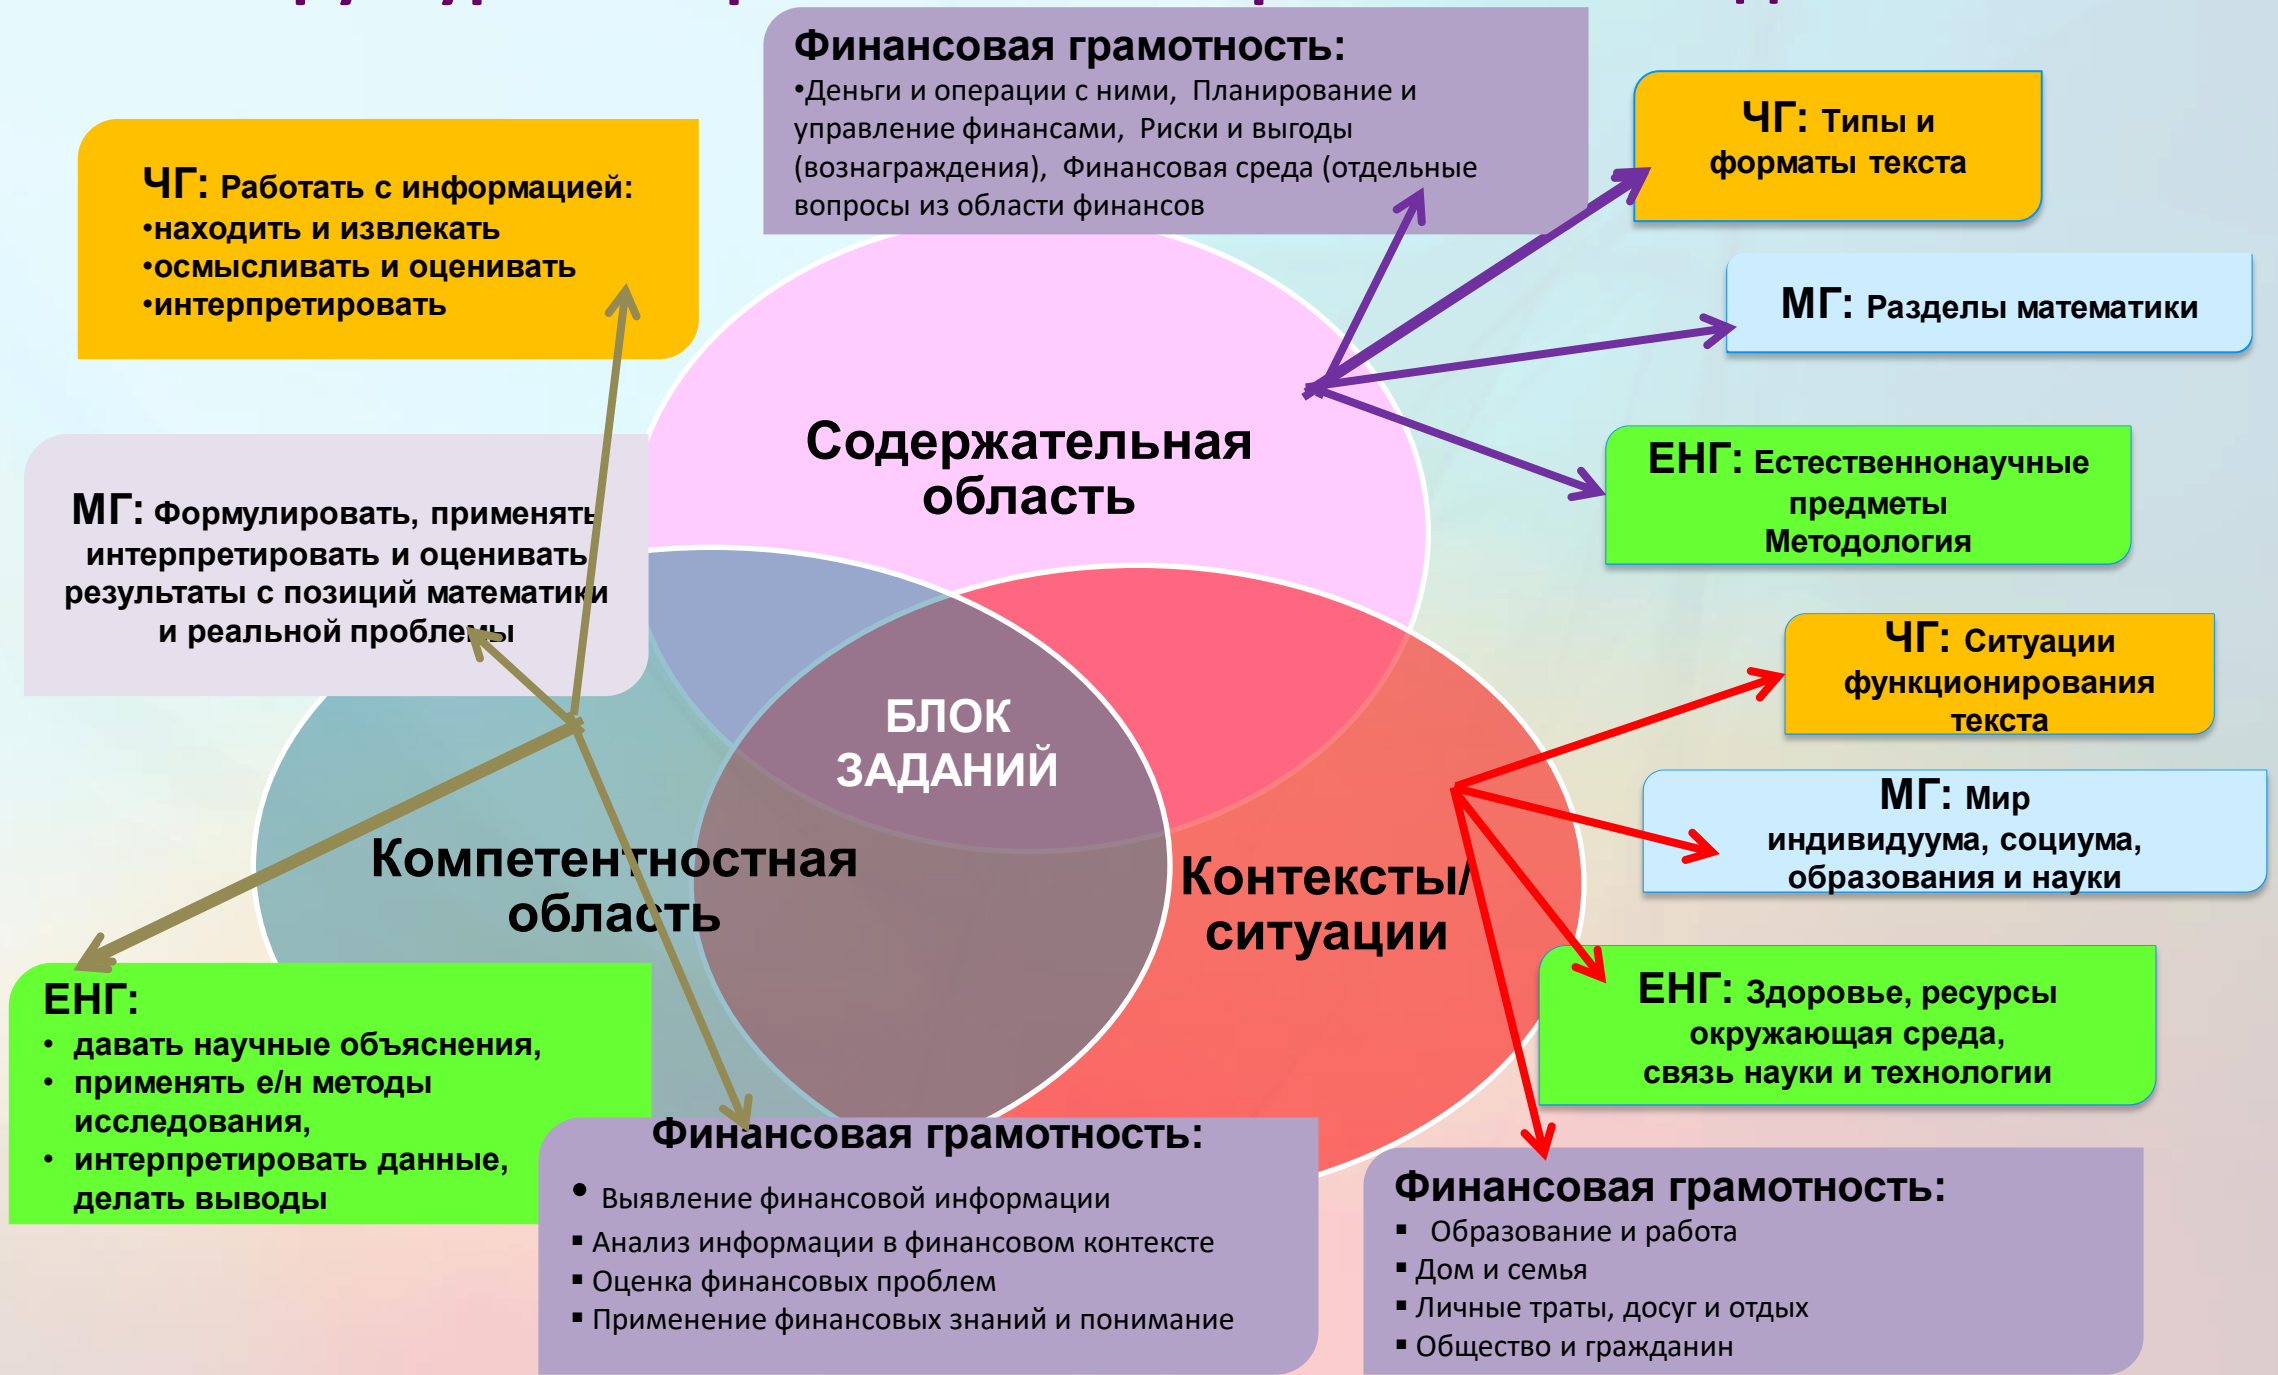 Финансовая грамотность:
•Деньги и операции с ними, Планирование и
управление финансами, Риски и выгоды
(вознаграждения), Финансовая среда (отдельные
вопросы из области финансов
ЧГ: Типы и
форматы текста
ЧГ: Работать с информацией:
•находить и извлекать
•осмысливать и оценивать
•интерпретировать
МГ: Разделы математики
Содержательная
область
ЕНГ: Естественнонаучные
предметы
Методология
МГ: Формулировать, применять
интерпретировать и оценивать
результаты с позиций математики
и реальной проблемы
ЧГ: Ситуации
функционирования
текста
БЛОК
ЗАДАНИЙ
МГ: Мир
индивидуума, социума,
образования и науки
Компетентностная
область
Контексты/
ситуации
ЕНГ: Здоровье, ресурсы
окружающая среда,
связь науки и технологии
ЕНГ:
• давать научные объяснения,
• применять е/н методы
исследования,
• интерпретировать данные,
делать выводы
Финансовая грамотность:
• Выявление финансовой информации
▪ Анализ информации в финансовом контексте
▪ Оценка финансовых проблем
▪ Применение финансовых знаний и понимание
Финансовая грамотность:
▪ Образование и работа
▪ Дом и семья
▪ Личные траты, досуг и отдых
▪ Общество и гражданин